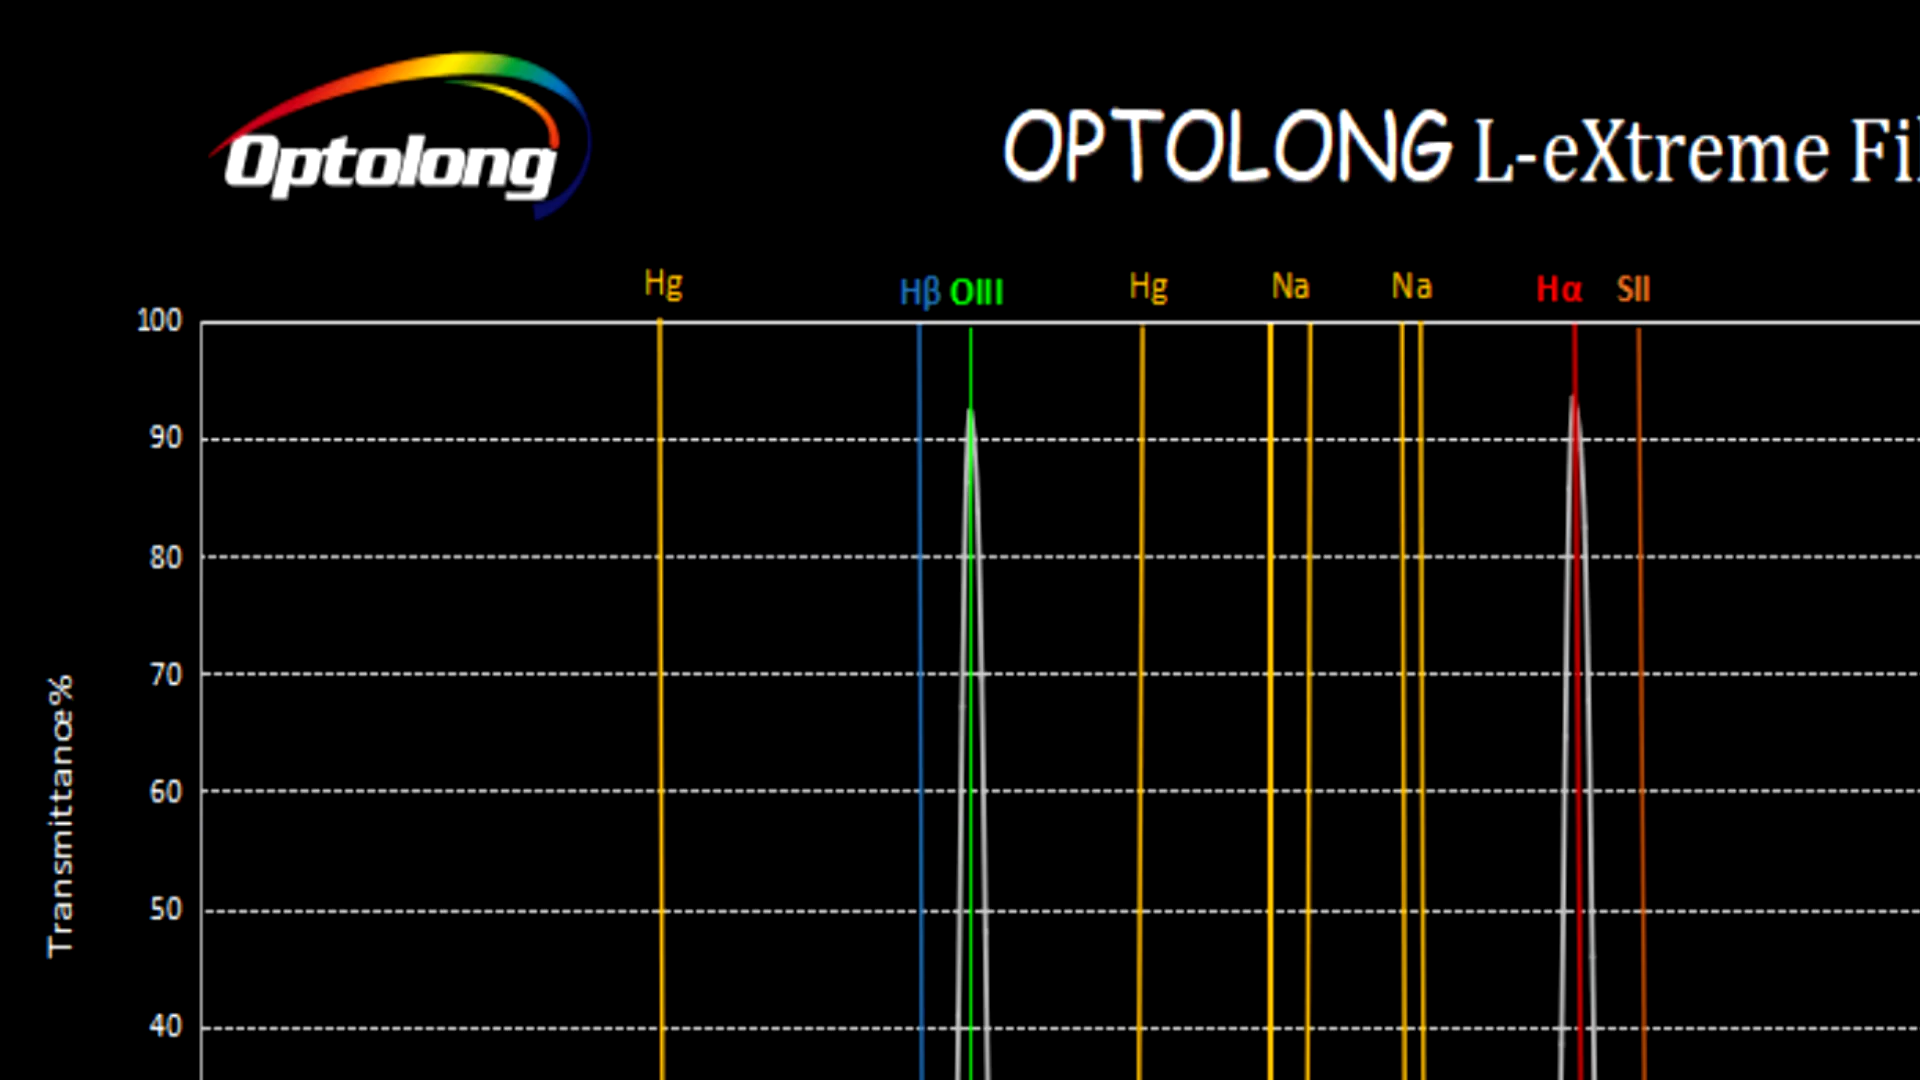 Optolong
OPTOLONG L-eXtreme Fil
Hg Hβ OIII Hg Na Na Hα SII
100
90
80
70
60
50
40
Transmittance%